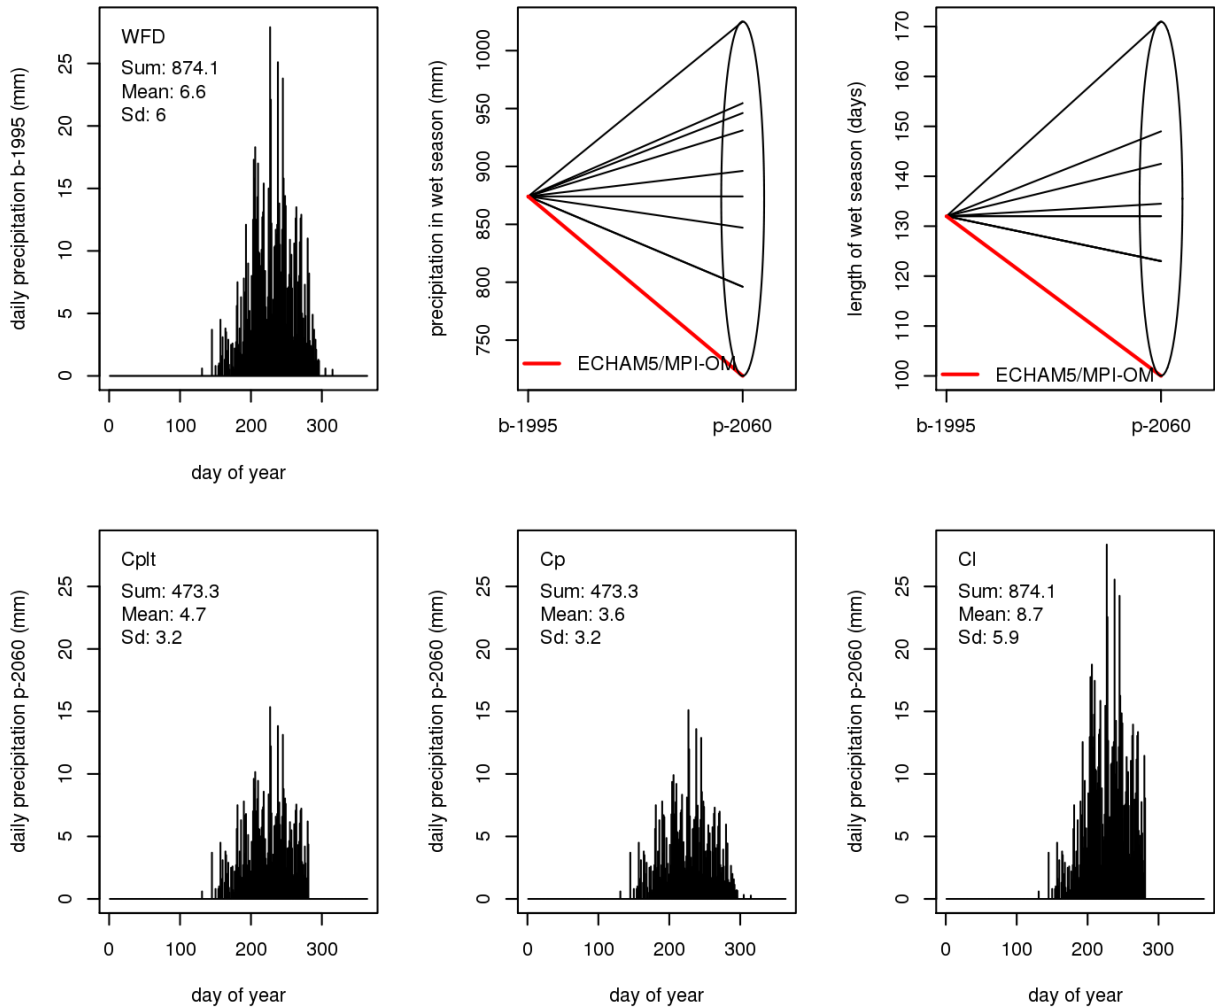 WFD
Sum: 874.1
Mean: 6.6
Sd: 6
daily precipitation b-1995 (mm)
0
5
10
15
20
25
0
100
200
300
day of year
precipitation in wet season (mm)
750
800
850
900
950
1000
ECHAM5/MPI-OM
b-1995
p-2060
length of wet season (days)
100
110
120
130
140
150
160
170
ECHAM5/MPI-OM
b-1995
p-2060
Cplt
Sum: 473.3
Mean: 4.7
Sd: 3.2
daily precipitation p-2060 (mm)
0
5
10
15
20
25
0
100
200
300
day of year
Cp
Sum: 473.3
Mean: 3.6
Sd: 3.2
daily precipitation p-2060 (mm)
0
5
10
15
20
25
0
100
200
300
day of year
Cl
Sum: 874.1
Mean: 8.7
Sd: 5.9
daily precipitation p-2060 (mm)
0
5
10
15
20
25
0
100
200
300
day of year